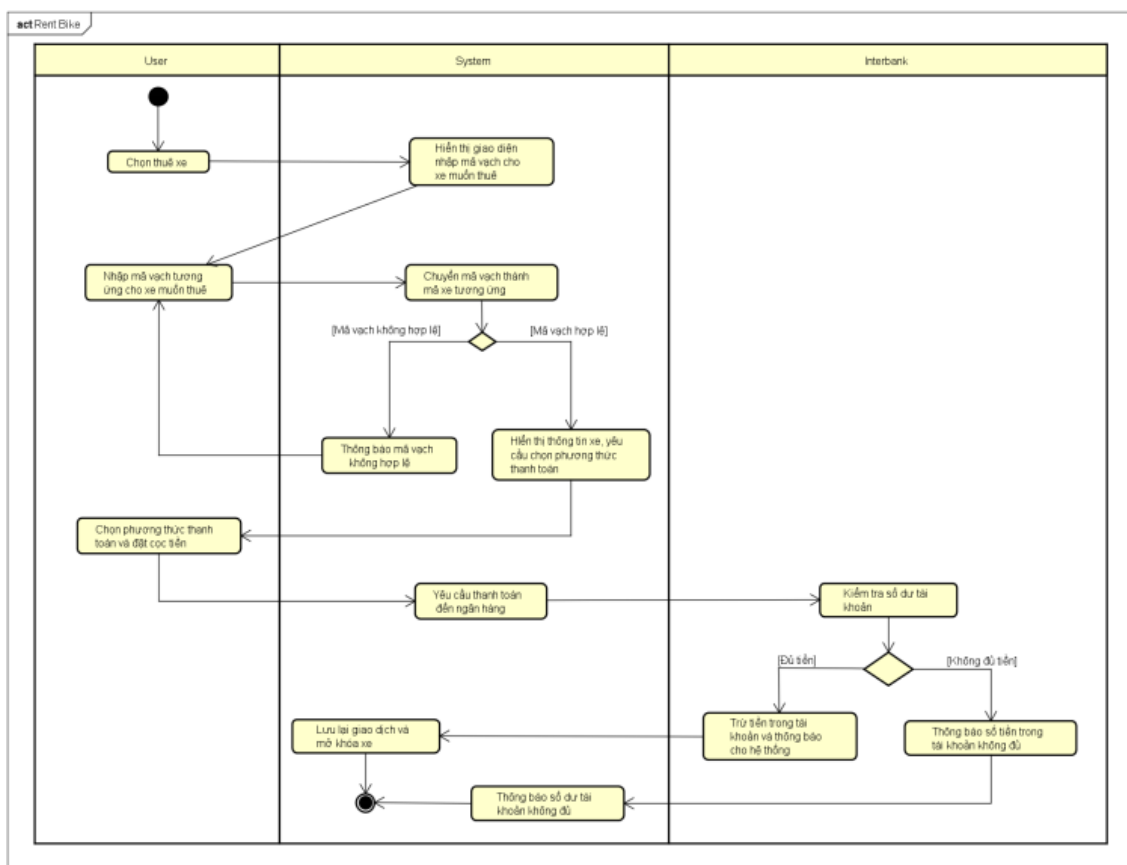 act Rent Bike
User
System
Interbank
Chọn thuê xe
Hiển thị giao diện
nhập mã vạch cho
xe muốn thuê
Nhập mã vạch tương
ứng cho xe muốn thuê
Chuyển mã vạch thành
mã xe tương ứng
[Mã vạch không hợp lệ]
[Mã vạch hợp lệ]
Thông báo mã vạch
không hợp lệ
Hiển thị thông tin xe, yêu
cầu chọn phương thức
thanh toán
Chọn phương thức thanh
toán và đặt cọc tiền
Yêu cầu thanh toán
đến ngân hàng
Kiểm tra số dư tài
khoản
[Đủ tiền]
[Không đủ tiền]
Lưu lại giao dịch và
mở khóa xe
Trừ tiền trong tài
khoản và thông báo
cho hệ thống
Thông báo số tiền trong
tài khoản không đủ
Thông báo số dư tài
khoản không đủ